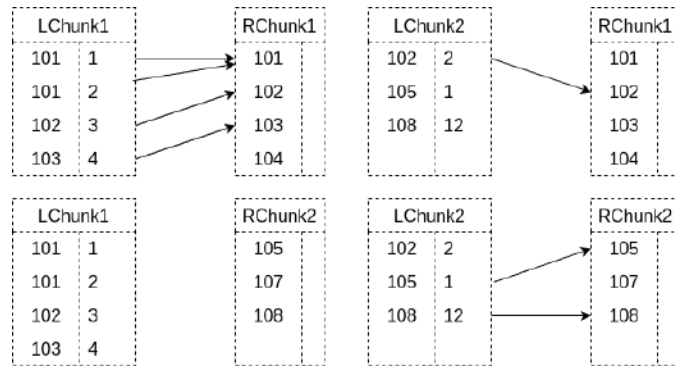 LChunk1 RChunk1 LChunk2 RChunk1
101 1 101 102 2 101
101 2 102 105 1 102
102 3 103 108 12 103
103 4 104 104
LChunk1 RChunk2 LChunk2 RChunk2
101 1 105 102 2 105
101 2 107 105 1 107
102 3 108 108 12 108
103 4